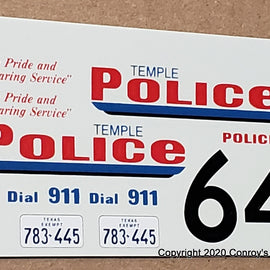 Pride and
aring Service"
TEMPLE
POLICE
Pride and
aring Service"
TEMPLE
POLICE
POLICE
64
Dial 911 Dial 911
TEXAS
EXEMPT
783·445
TEXAS
EXEMPT
783·445
Copyright 2020 Conroy's